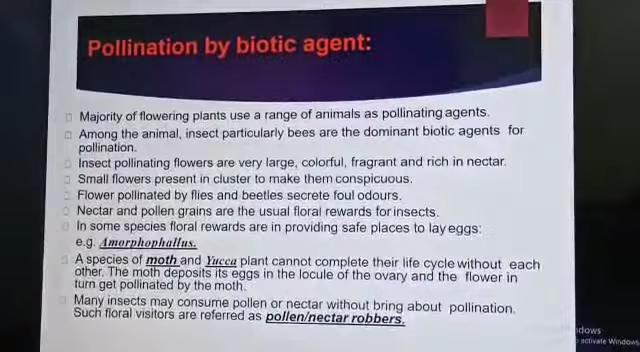 Pollination by biotic agent:
Majority of flowering plants use a range of animals as pollinating agents.
Among the animal, insect particularly bees are the dominant biotic agents for
pollination.
Insect pollinating flowers are very large, colorful, fragrant and rich in nectar.
Small flowers present in cluster to make them conspicuous.
Flower pollinated by flies and beetles secrete foul odours.
Nectar and pollen grains are the usual floral rewards for insects.
In some species floral rewards are in providing safe places to lay eggs:
e.g. Amorphophallus.
A species of moth and Yucca plant cannot complete their life cycle without each
other. The moth deposits its eggs in the locule of the ovary and the flower in
turn get pollinated by the moth.
Many insects may consume pollen or nectar without bring about pollination.
Such floral visitors are referred as pollen/nectar robbers.
activate Windows